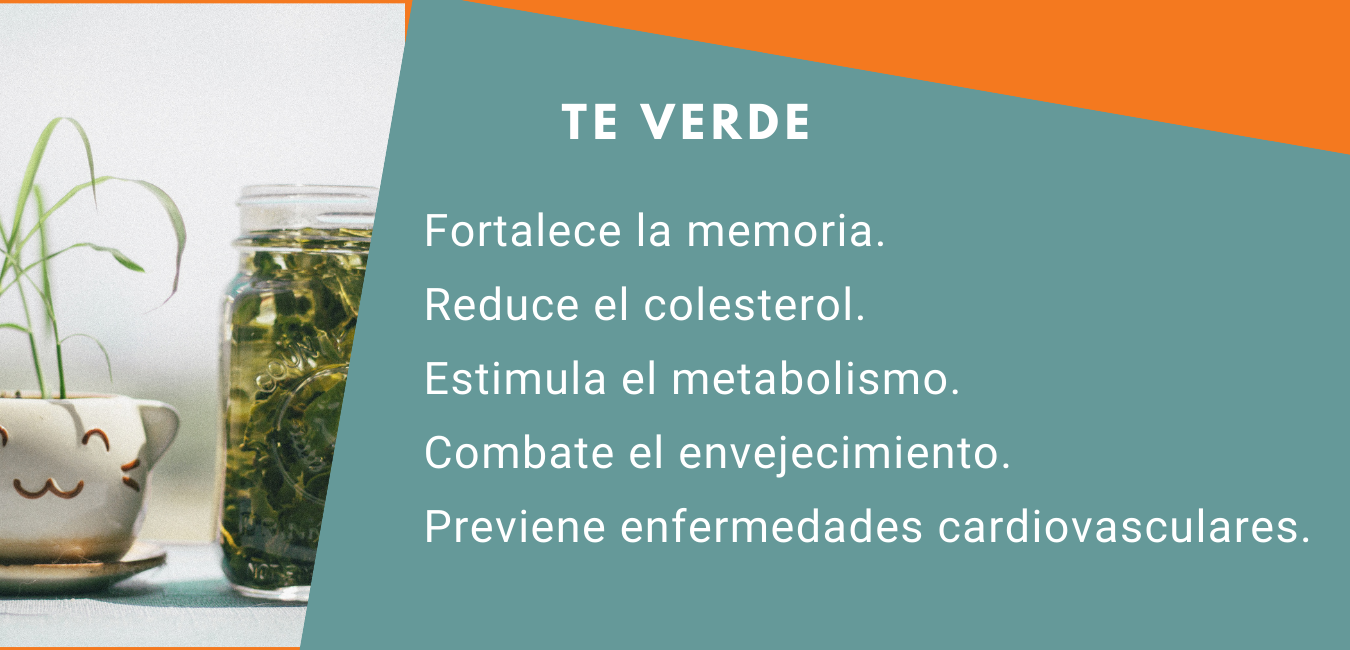 TE VERDE
Fortalece la memoria.
Reduce el colesterol.
Estimula el metabolismo.
Combate el envejecimiento.
Previene enfermedades cardiovasculares.